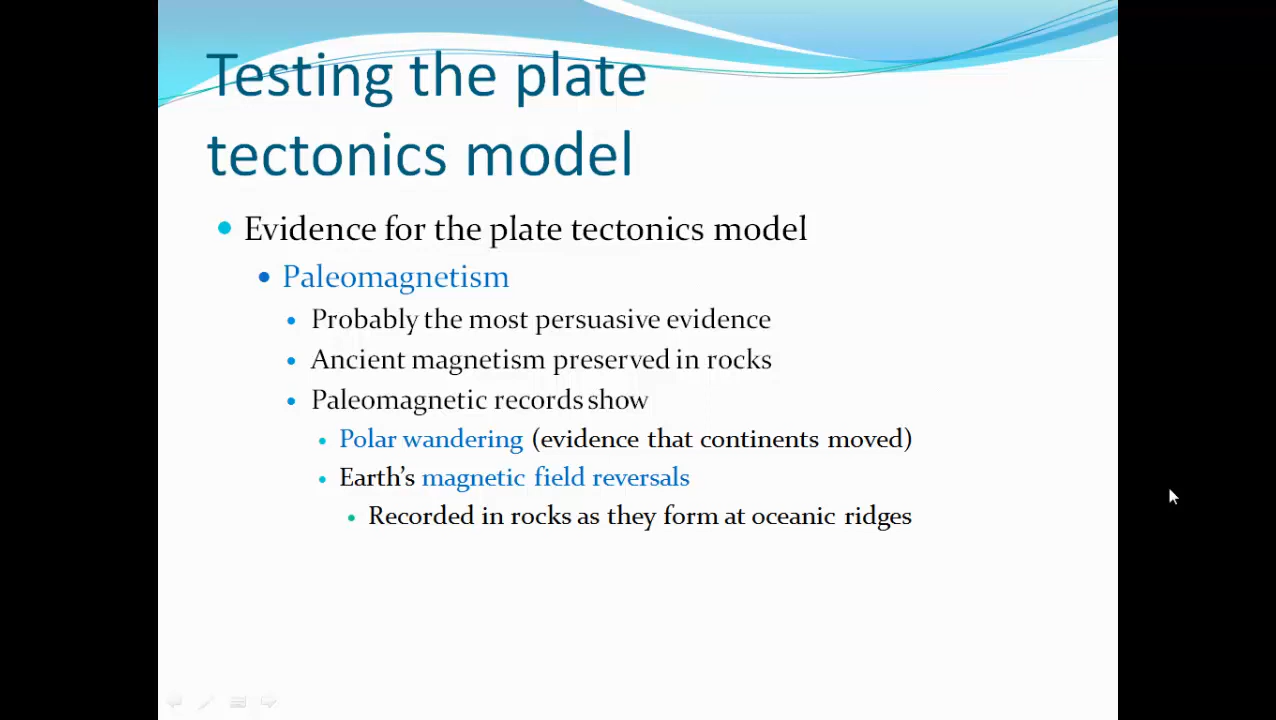 Testing the plate
tectonics model
Evidence for the plate tectonics model
Paleomagnetism
Probably the most persuasive evidence
Ancient magnetism preserved in rocks
Paleomagnetic records show
Polar wandering (evidence that continents moved)
Earth's magnetic field reversals
Recorded in rocks as they form at oceanic ridges